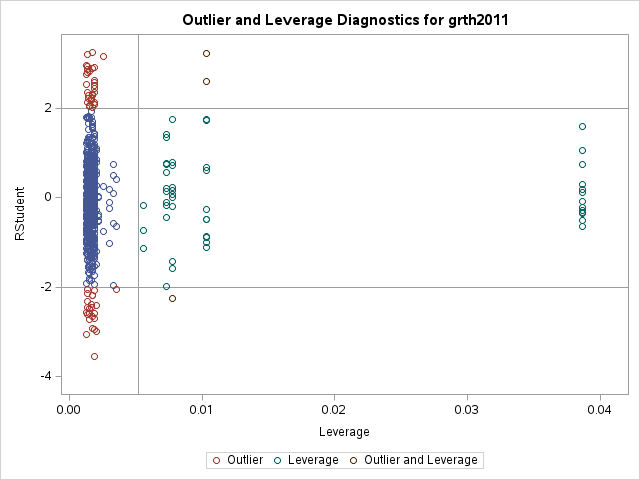 Outlier and Leverage Diagnostics for grth2011
RStudent
2
0
-2
-4
0.00 0.01 0.02 0.03 0.04
Leverage
Outlier Leverage Outlier and Leverage